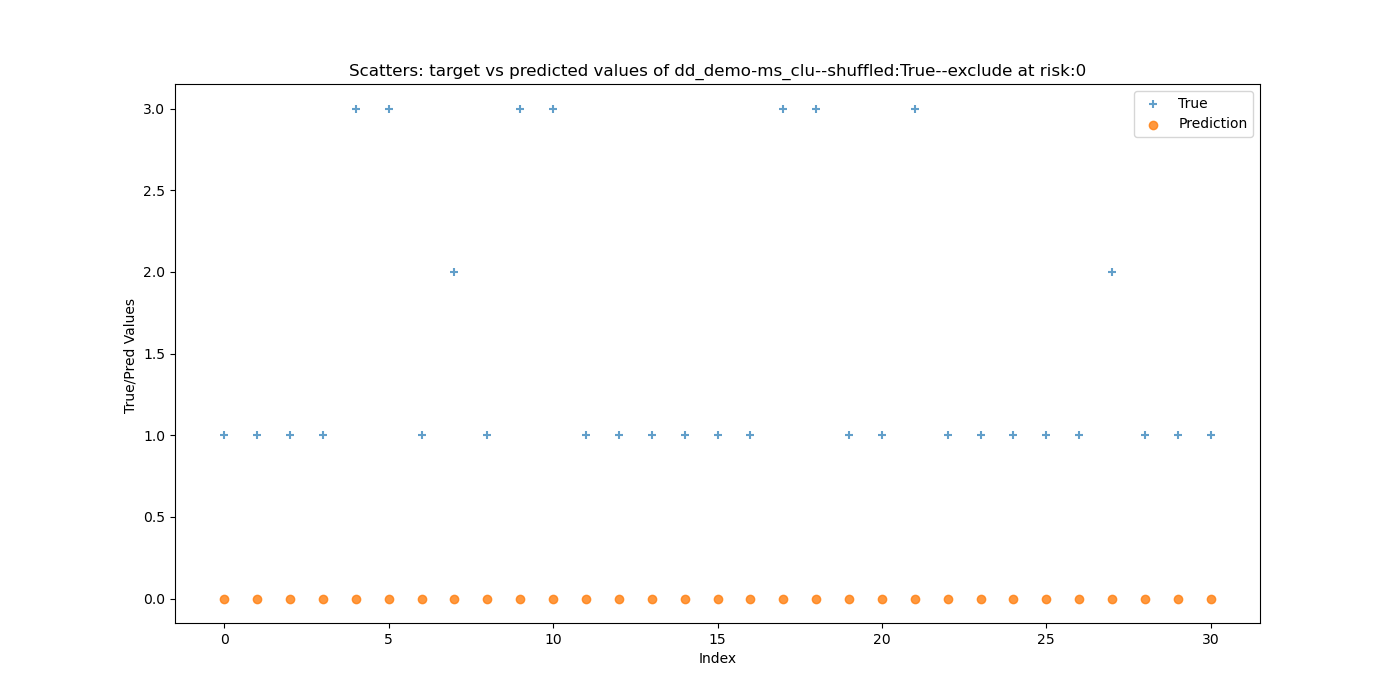 Scatters: target vs predicted values of dd_demo-ms_clu--shuffled:True--exclude at risk:0
True
Prediction
3.0
2.5
2.0
1.5
1.0
0.5
0.0
True/Pred Values
0 5 10 15 20 25 30
Index